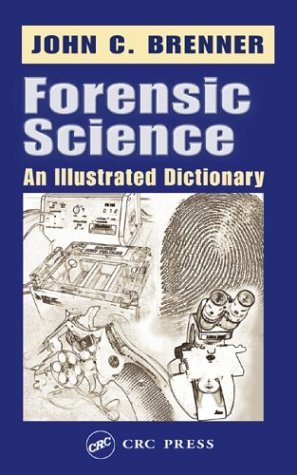 JOHN C. BRENNER
Forensic
Science
An Illustrated Dictionary
CRC
CRC PRESS